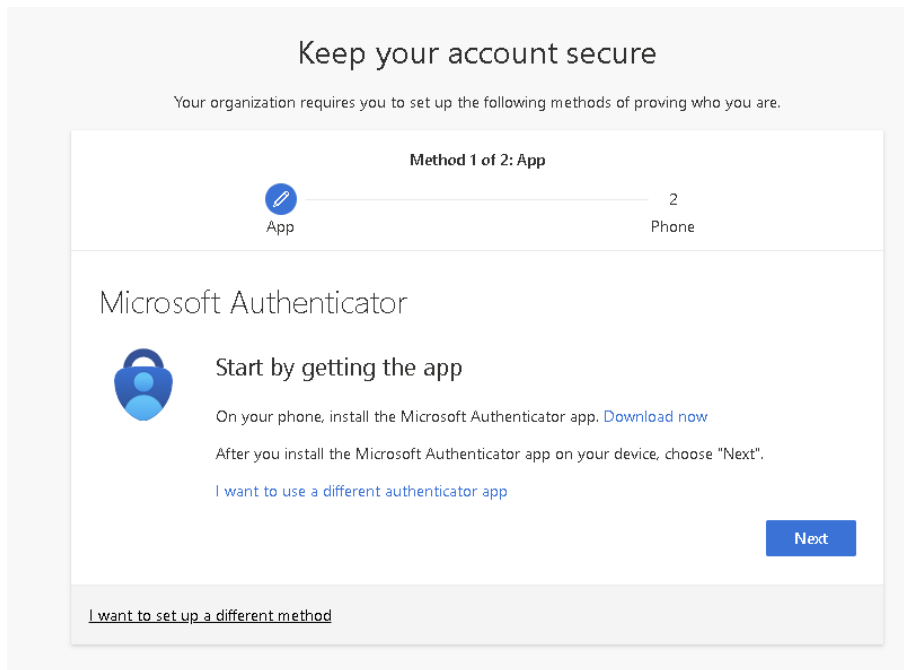 Keep your account secure
Your organization requires you to set up the following methods of proving who you are.
Method 1 of 2: App
App
2
Phone
Microsoft Authenticator
Start by getting the app
On your phone, install the Microsoft Authenticator app. Download now
After you install the Microsoft Authenticator app on your device, choose "Next".
I want to use a different authenticator app
Next
I want to set up a different method